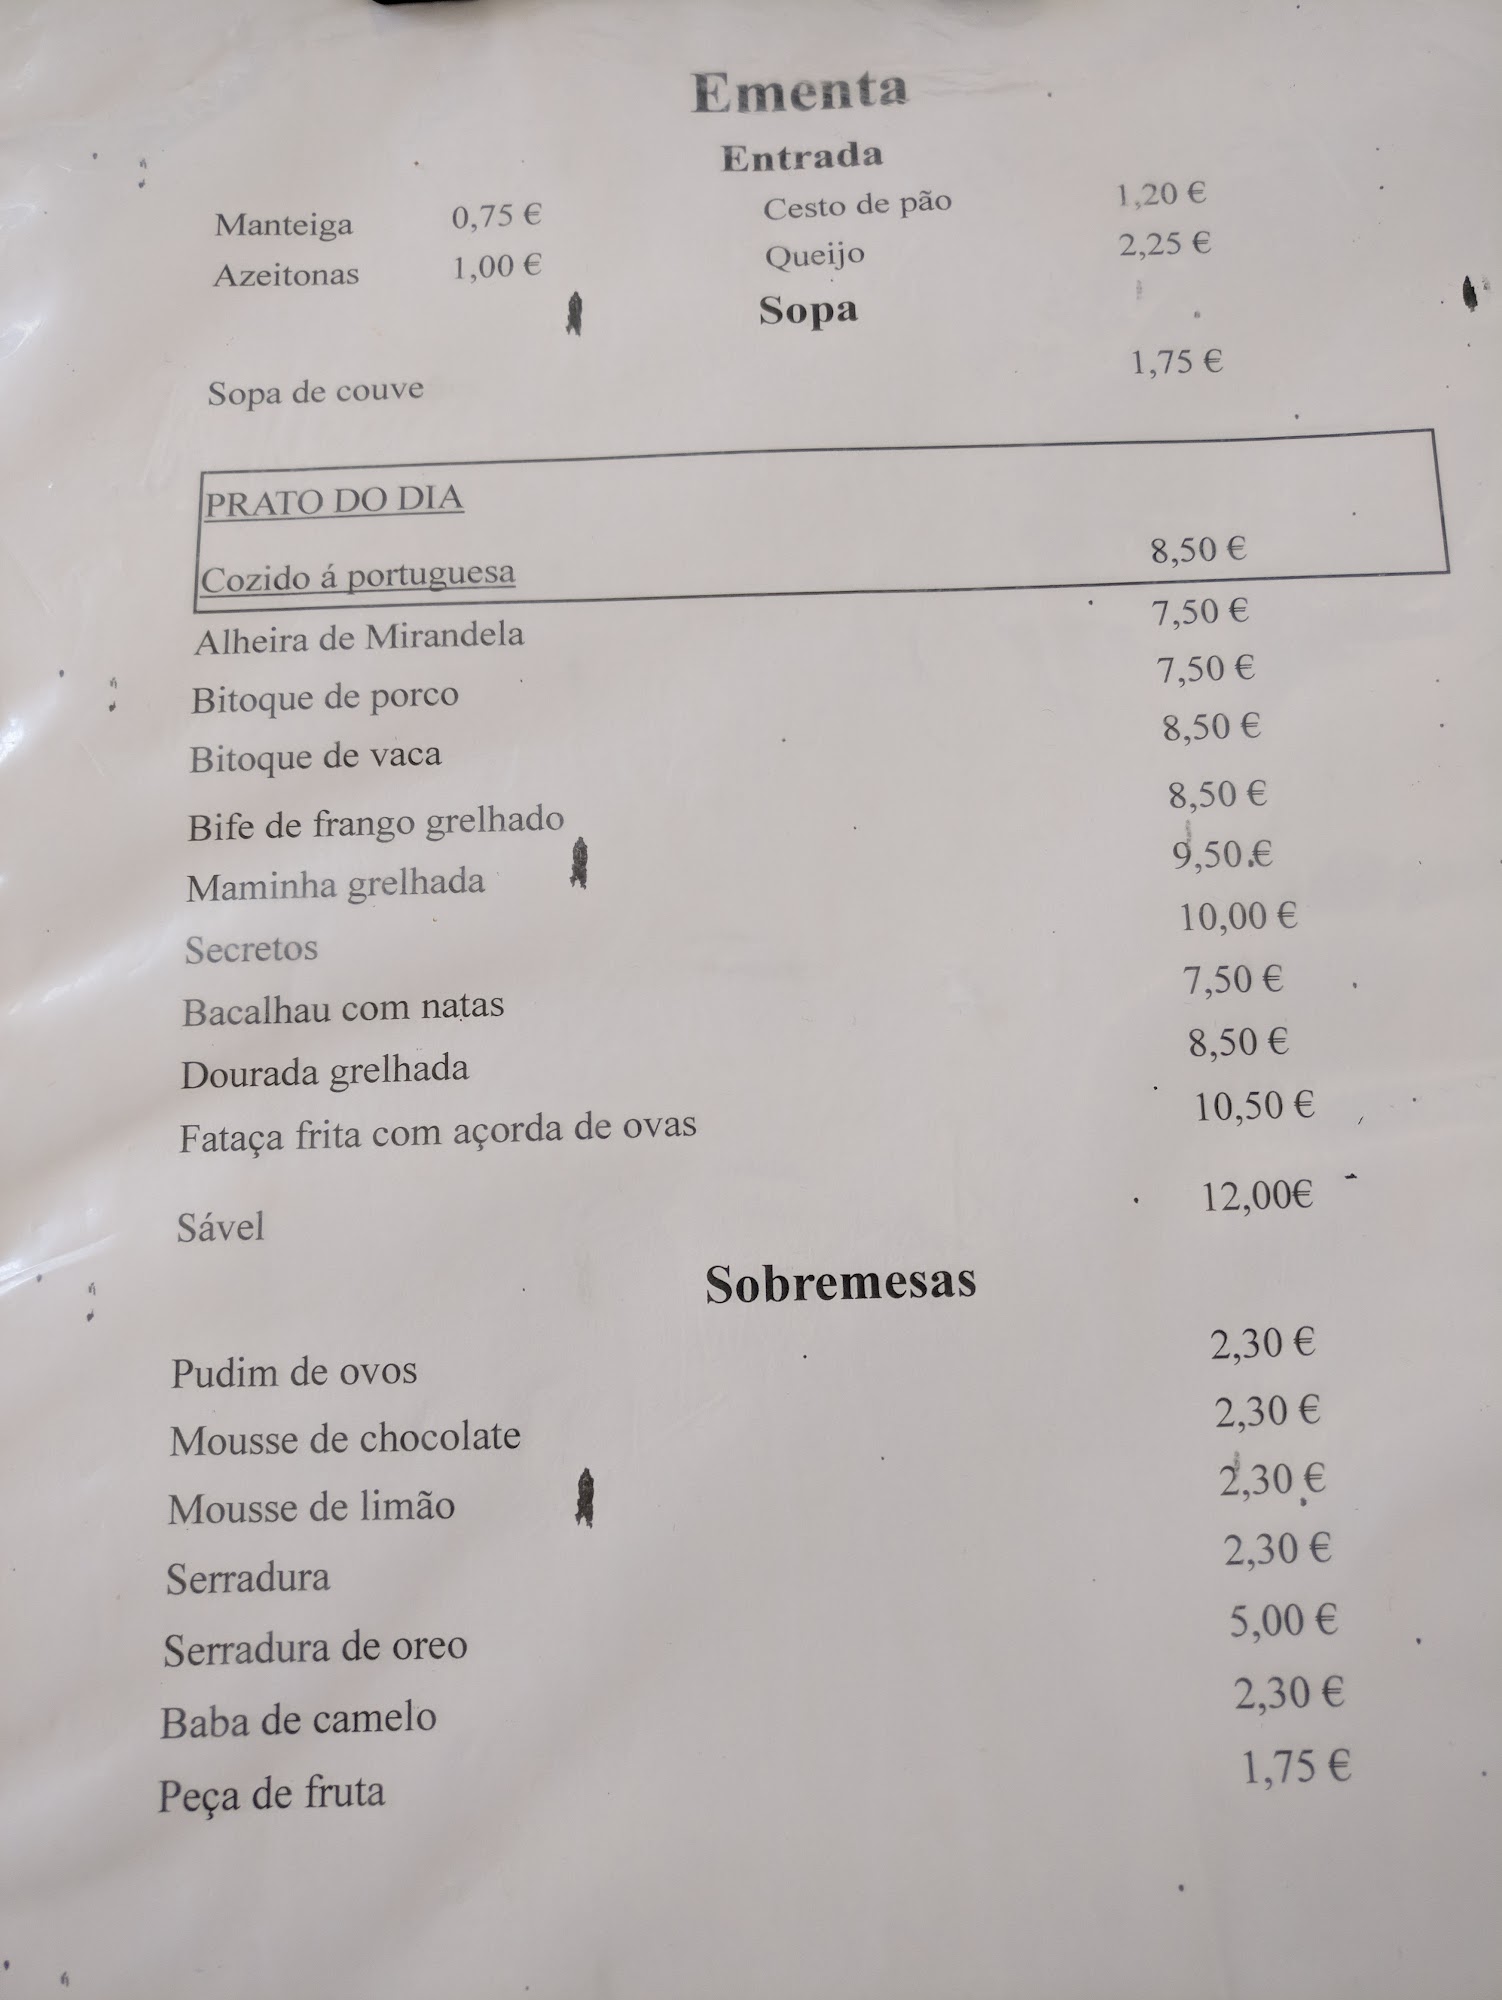 Ementa
Entrada
Manteiga 0,75 € Cesto de pão 1,20 €
Azeitonas 1,00 € Queijo 2,25 €
Sopa
Sopa de couve 1,75 €
PRATO DO DIA
Cozido á portuguesa 8,50 €
Alheira de Mirandela 7,50 €
Bitoque de porco 7,50 €
Bitoque de vaca 8,50 €
Bife de frango grelhado 8,50 €
Maminha grelhada 9,50 €
Secretos 10,00 €
Bacalhau com natas 7,50 €
Dourada grelhada 8,50 €
Fataça frita com açorda de ovas 10,50 €
Sável 12,00€
Sobremesas
Pudim de ovos 2,30 €
Mousse de chocolate 2,30 €
Mousse de limão 2,30 €
Serradura 2,30 €
Serradura de oreo 5,00 €
Baba de camelo 2,30 €
Peça de fruta 1,75 €